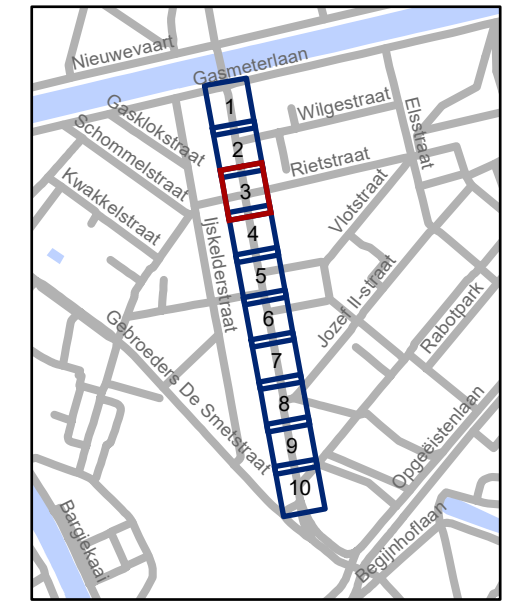 Nieuwevaart
Gasmeterlaan
1
Wilgestraat
Elsstraat
Gasklokstraat
Schommelstraat
2
Rietstraat
3
Kwakkelstraat
Vlotstraat
4
Ijskelderstraat
5
Jozef II-straat
6
Rabotpark
Gebroeders De Smetstraat
7
8
Opgeëistenlaan
9
10
Bargiekaai
Begijnhoflaan